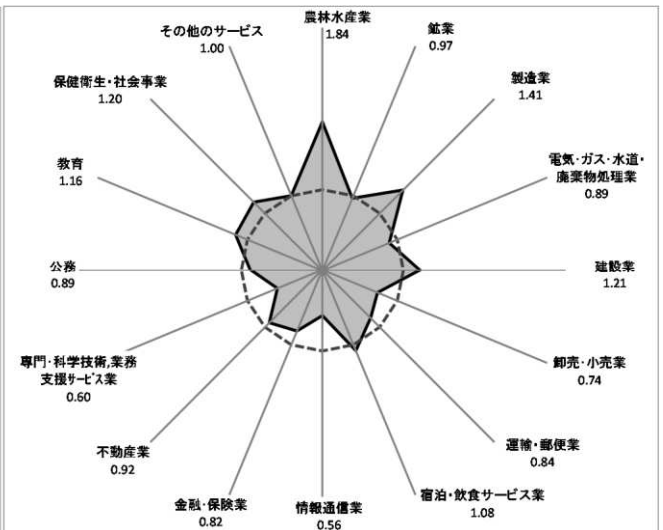 農林水産業
1.84
鉱業
0.97
製造業
1.41
電気・ガス・水道・
廃棄物処理業
0.89
建設業
1.21
卸売・小売業
0.74
運輸・郵便業
0.84
宿泊・飲食サービス業
1.08
情報通信業
0.56
金融・保険業
0.82
不動産業
0.92
専門・科学技術,業務
支援サービス業
0.60
公務
0.89
教育
1.16
保健衛生・社会事業
1.20
その他のサービス
1.00